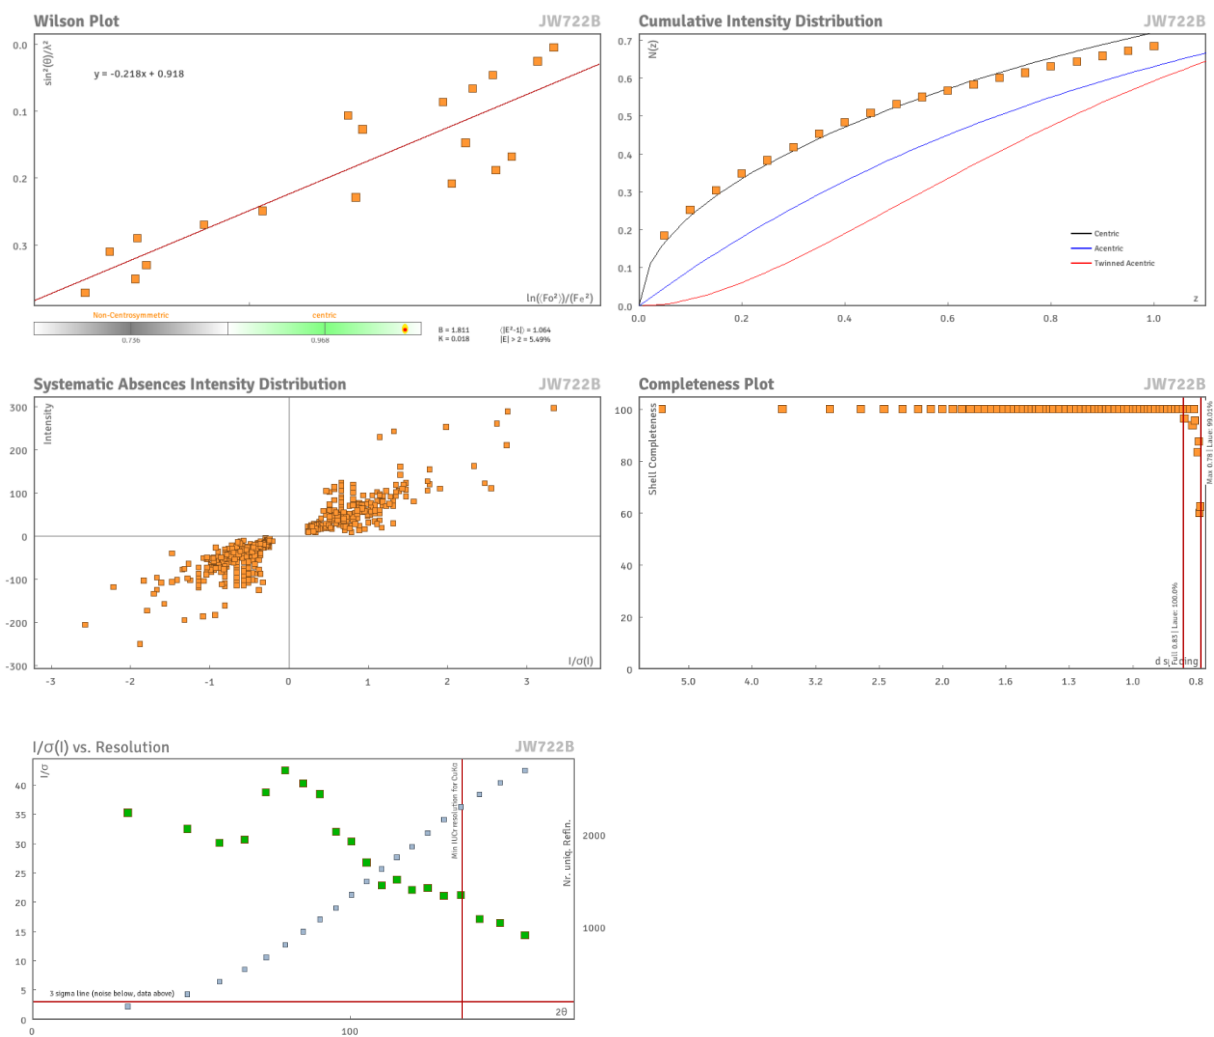 Wilson Plot JW722B
sin²(θ)/λ²
y = -0.218x + 0.918
0.0
0.1
0.2
0.3
ln(⟨Fo²⟩)/(Fe²)
Non-Centrosymmetric centric
0.736 0.968
B = 1.811 ⟨|E²-1|⟩ = 1.064
K = 0.018 |E| > 2 = 5.49%
Cumulative Intensity Distribution JW722B
N(z)
0.7
0.6
0.5
0.4
0.3
0.2
0.1
0.0
Centric
Acentric
Twinned Acentric
z
0.0 0.2 0.4 0.6 0.8 1.0
Systematic Absences Intensity Distribution JW722B
Intensity
300
200
100
0
-100
-200
-300
I/σ(I)
-3 -2 -1 0 1 2 3
Completeness Plot JW722B
Shell Completeness
100
80
60
40
20
0
Full 0.83 | Laue: 100.0%
Max 0.78 | Laue: 99.01%
5.0 4.0 3.2 2.5 2.0 1.6 1.3 1.0 0.8
I/σ(I) vs. Resolution JW722B
I/σ
40
35
30
25
20
15
10
5
0
Min IUCr resolution for CuKα
Nr. uniq. Refln.
2000
1000
3 sigma line (noise below, data above)
2θ
0 100